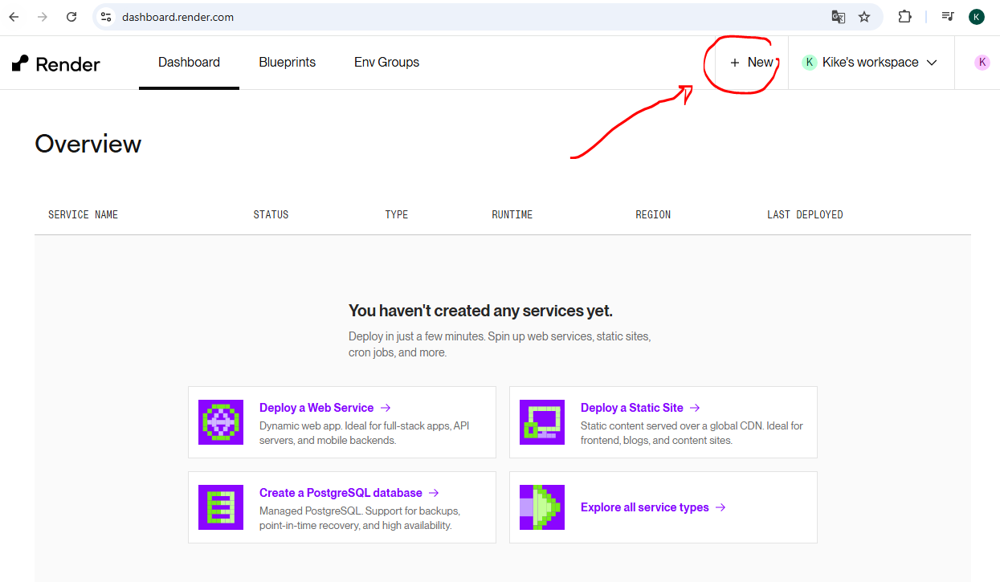 dashboard.render.com
K
Render
Dashboard
Blueprints
Env Groups
+ New
K
Kike's workspace
K
Overview
SERVICE NAME
STATUS
TYPE
RUNTIME
REGION
LAST DEPLOYED
You haven't created any services yet.
Deploy in just a few minutes. Spin up web services, static sites,
cron jobs, and more.
Deploy a Web Service →
Dynamic web app. Ideal for full-stack apps, API
servers, and mobile backends.
Deploy a Static Site →
Static content served over a global CDN. Ideal for
frontend, blogs, and content sites.
Create a PostgreSQL database →
Managed PostgreSQL. Support for backups,
point-in-time recovery, and high availability.
Explore all service types →